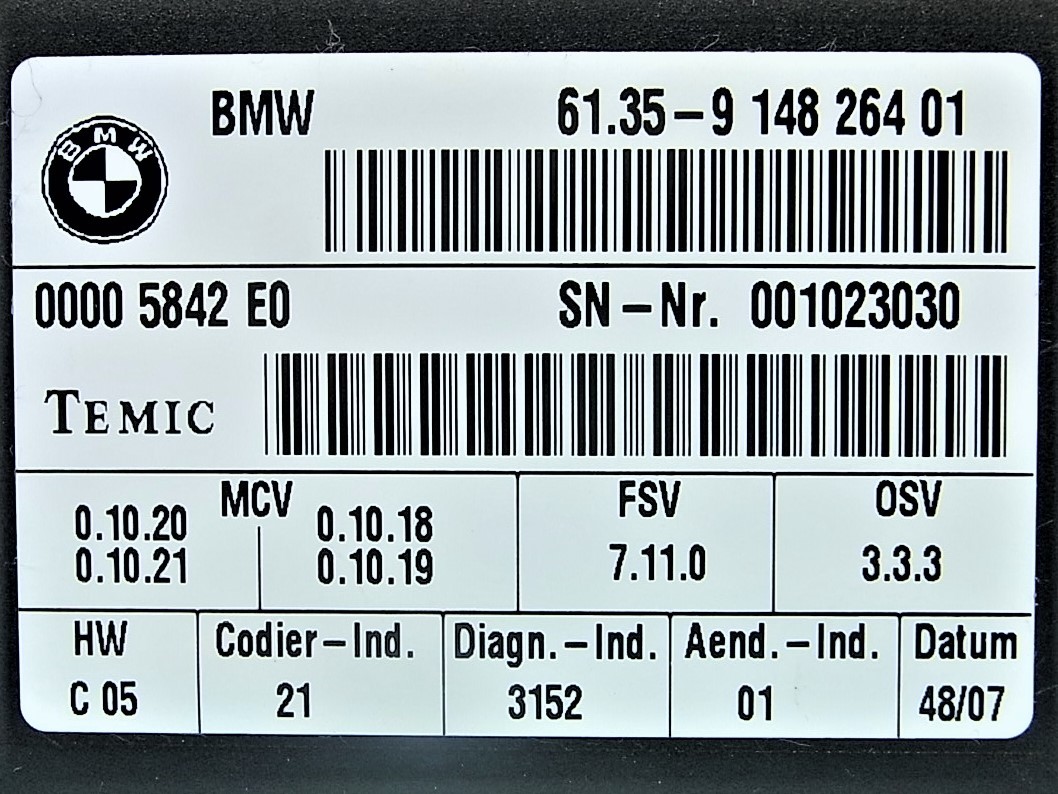 BMW 61.35-9 148 264 01
BMW
0000 5842 E0 SN-Nr. 001023030
TEMIC
MCV FSV OSV
0.10.20 0.10.18
0.10.21 0.10.19 7.11.0 3.3.3
HW Codier-Ind. Diagn.-Ind. Aend.-Ind. Datum
C 05 21 3152 01 48/07